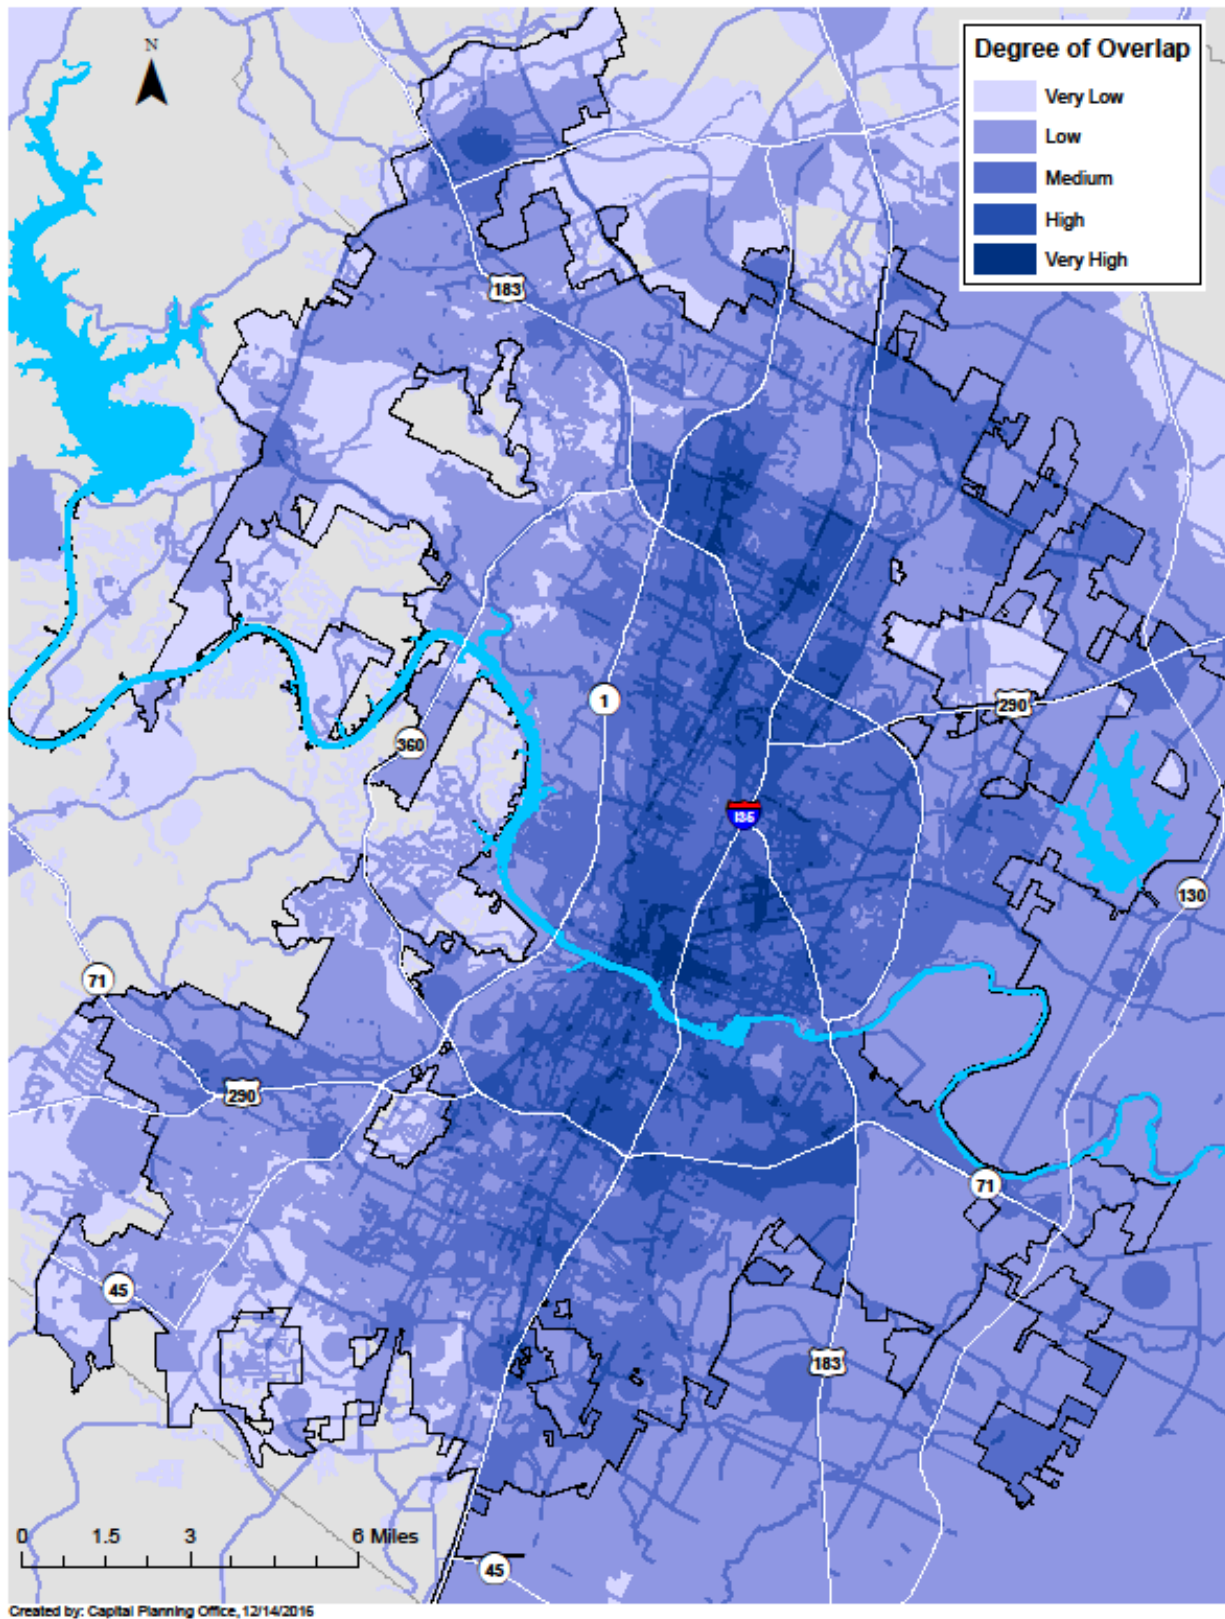 N
Degree of Overlap
Very Low
Low
Medium
High
Very High
183
1
290
360
I35
130
71
290
71
45
183
0 1.5 3 6 Miles
45
Created by: Capital Planning Office, 12/14/2016